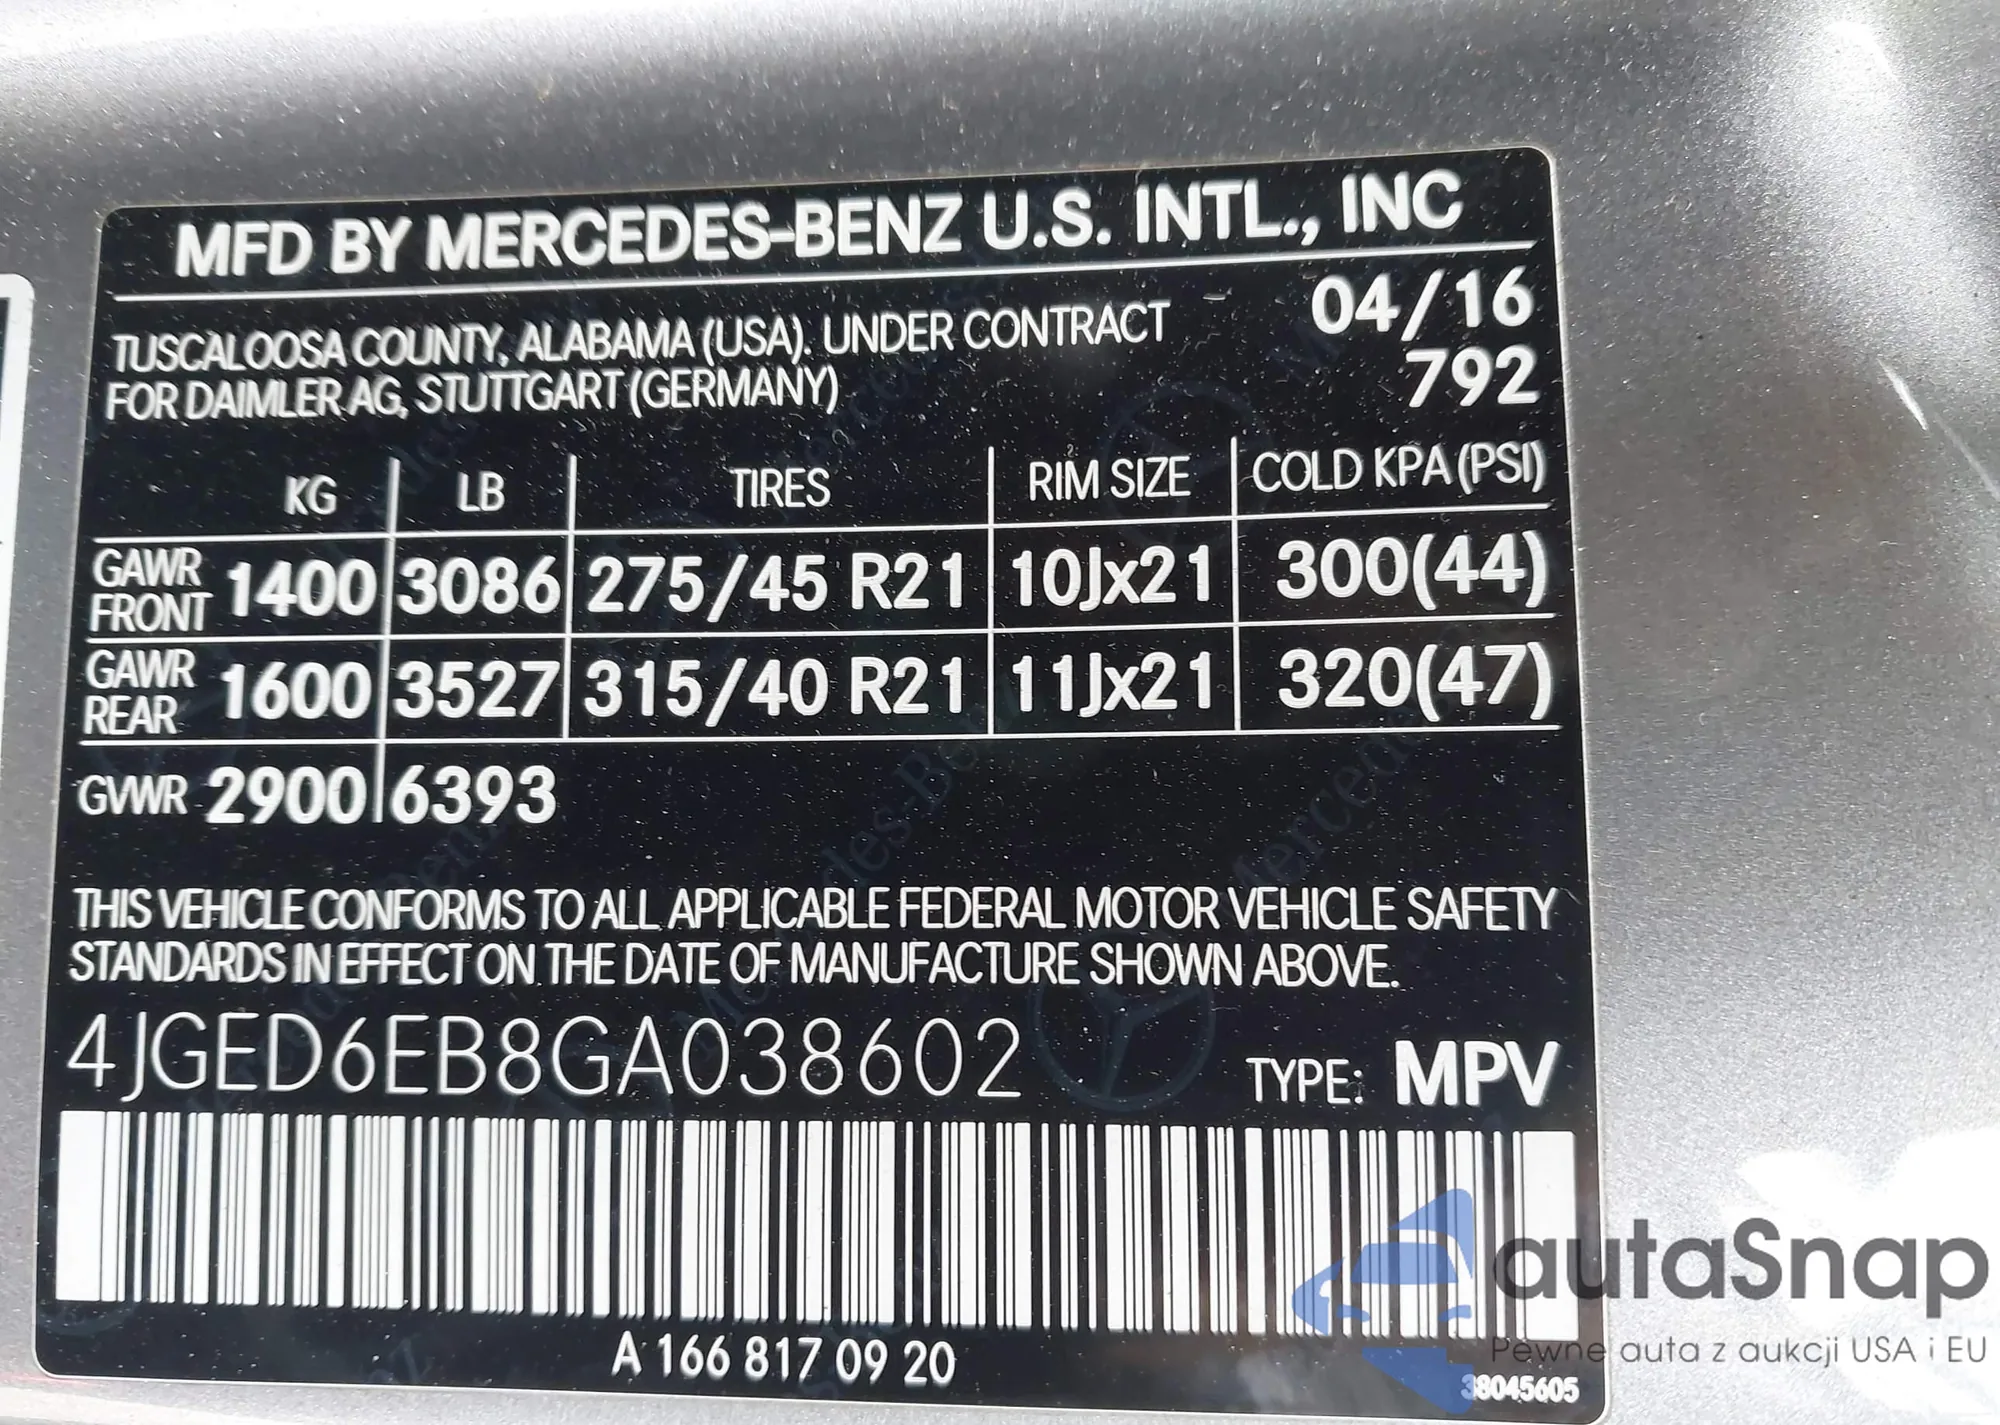 MFD BY MERCEDES-BENZ U.S. INTL., INC
TUSCALOOSA COUNTY, ALABAMA (USA). UNDER CONTRACT
FOR DAIMLER AG, STUTTGART (GERMANY)
04/16
792
KG LB TIRES RIM SIZE COLD KPA (PSI)
GAWR FRONT 1400 3086 275/45 R21 10Jx21 300(44)
GAWR REAR 1600 3527 315/40 R21 11Jx21 320(47)
GVWR 2900 6393
THIS VEHICLE CONFORMS TO ALL APPLICABLE FEDERAL MOTOR VEHICLE SAFETY
STANDARDS IN EFFECT ON THE DATE OF MANUFACTURE SHOWN ABOVE.
4JGED6EB8GA038602 TYPE: MPV
A 166 817 09 20
38045605
autaSnap
Pewne auta z aukcji USA i EU